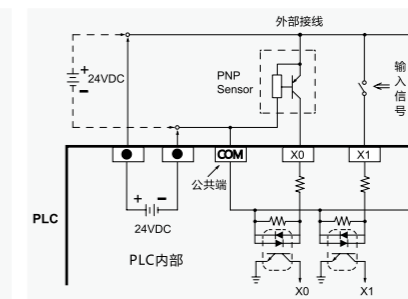 外部接线
24VDC
PNP
Sensor
输
入
信
号
COM
X0
X1
公共端
PLC
24VDC
PLC内部
X0
X1